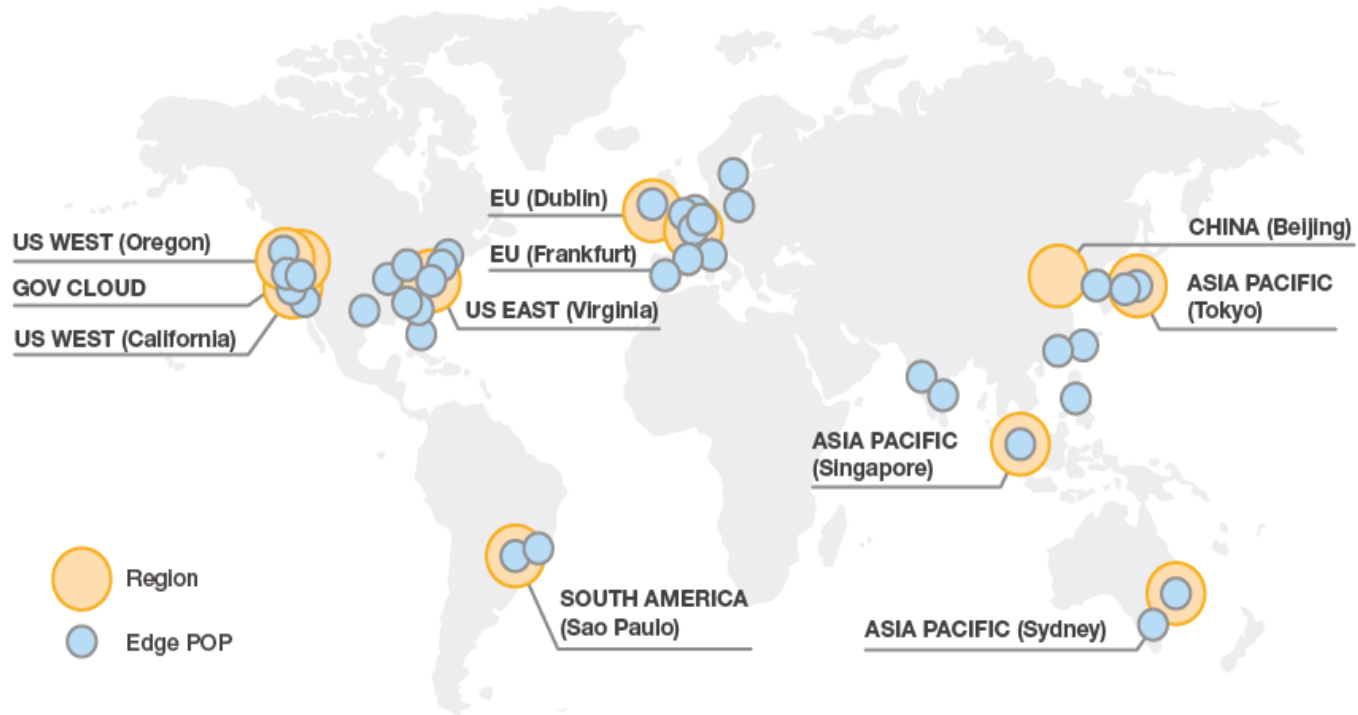 EU (Dublin)
CHINA (Beijing)
US WEST (Oregon)
EU (Frankfurt)
GOV CLOUD
ASIA PACIFIC
(Tokyo)
US EAST (Virginia)
US WEST (California)
ASIA PACIFIC
(Singapore)
Region
SOUTH AMERICA
(Sao Paulo)
ASIA PACIFIC (Sydney)
Edge POP